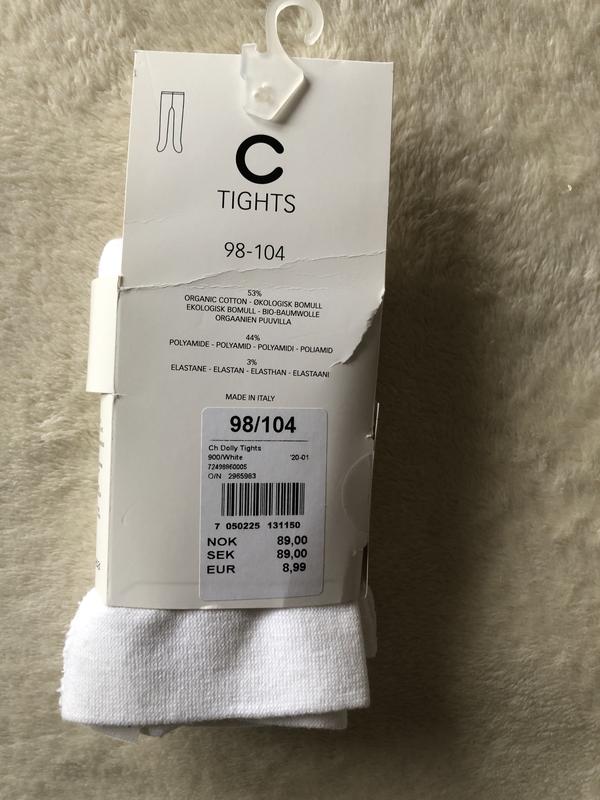 C
TIGHTS
98-104
53%
ORGANIC COTTON - ØKOLOGISK BOMULL
EKOLOGISK BOMULL - BIO-BAUMWOLLE
ORGAANIEN PUUVILLA
44%
POLYAMIDE - POLYAMID - POLYAMIDI - POLIAMID
3%
ELASTANE - ELASTAN - ELASTHAN - ELASTAANI
MADE IN ITALY
98/104
Ch Dolly Tights
900/White '20-01
72498860005
O/N 2965983
7 050225 131150
NOK 89,00
SEK 89,00
EUR 8,99